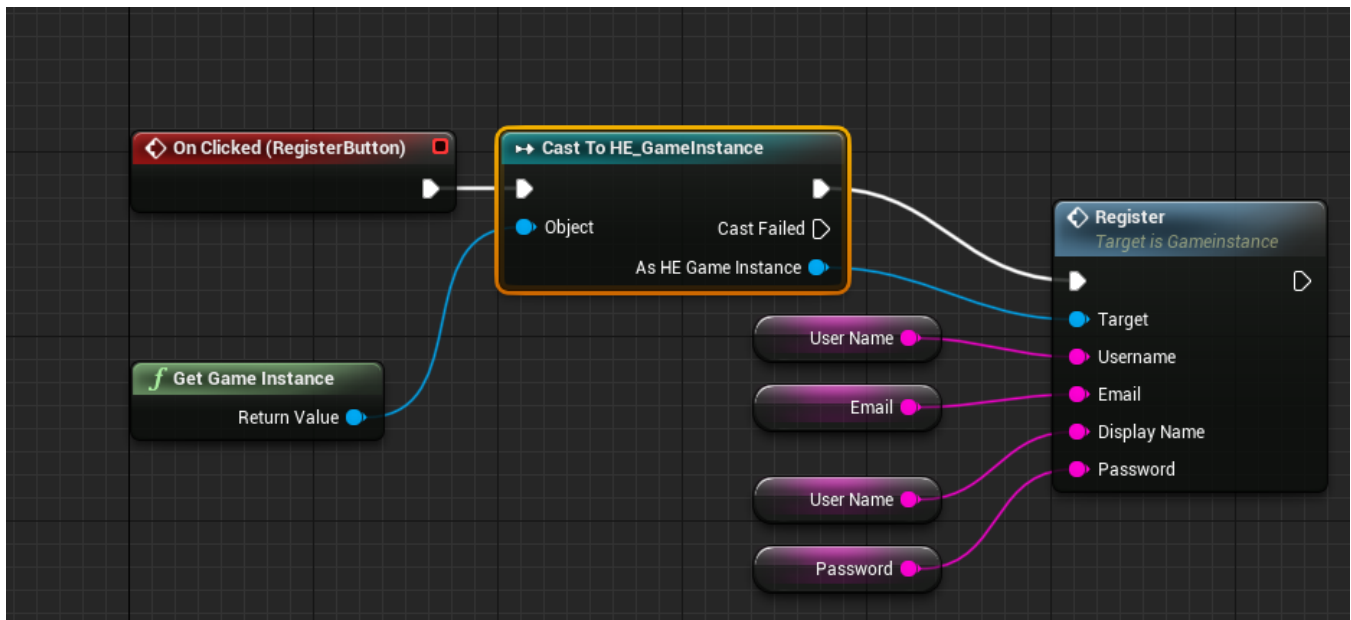 On Clicked (RegisterButton)
Cast To HE_GameInstance
Object
Cast Failed
As HE Game Instance
f Get Game Instance
Return Value
Register
Target is Gameinstance
Target
Username
Email
Display Name
Password
User Name
Email
User Name
Password